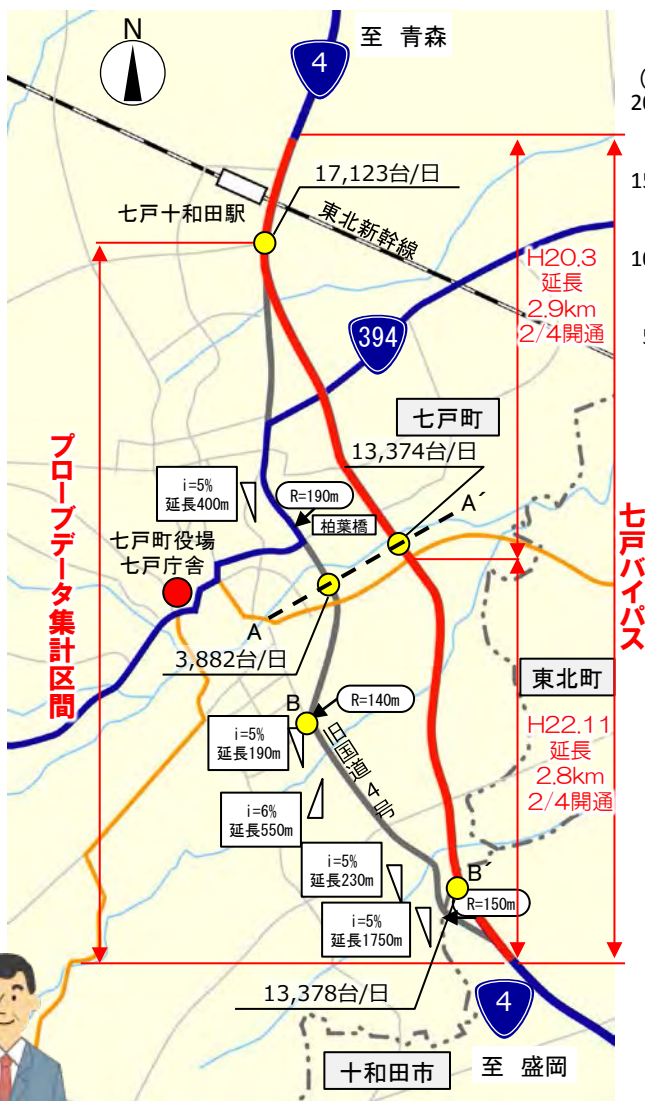 N
4
至 青森
(
20
15
10
5
17,123台/日
七戸十和田駅
東北新幹線
H20.3
延長
2.9km
2/4開通
394
七戸町
13,374台/日
i=5%
延長400m
R=190m
柏葉橋
A´
七戸町役場
七戸庁舎
A
3,882台/日
プローブデータ集計区間
七戸バイパス
東北町
B
R=140m
i=5%
延長190m
旧国道4号
H22.11
延長
2.8km
2/4開通
i=6%
延長550m
i=5%
延長230m
B´
R=150m
i=5%
延長1750m
13,378台/日
4
十和田市
至 盛岡